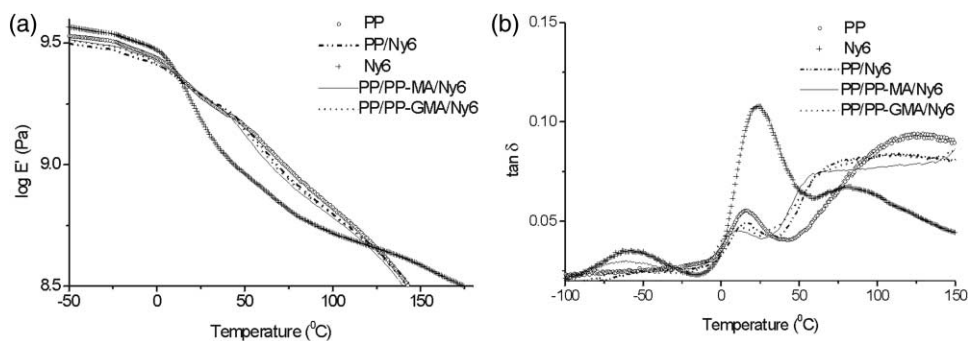 (a)
9.5
9.0
8.5
log E' (Pa)
-50 0 50 100 150
Temperature (⁰C)
PP
PP/Ny6
Ny6
PP/PP-MA/Ny6
PP/PP-GMA/Ny6
(b)
0.15
0.10
0.05
tan δ
-100 -50 0 50 100 150
Temperature (⁰C)
PP
Ny6
PP/Ny6
PP/PP-MA/Ny6
PP/PP-GMA/Ny6